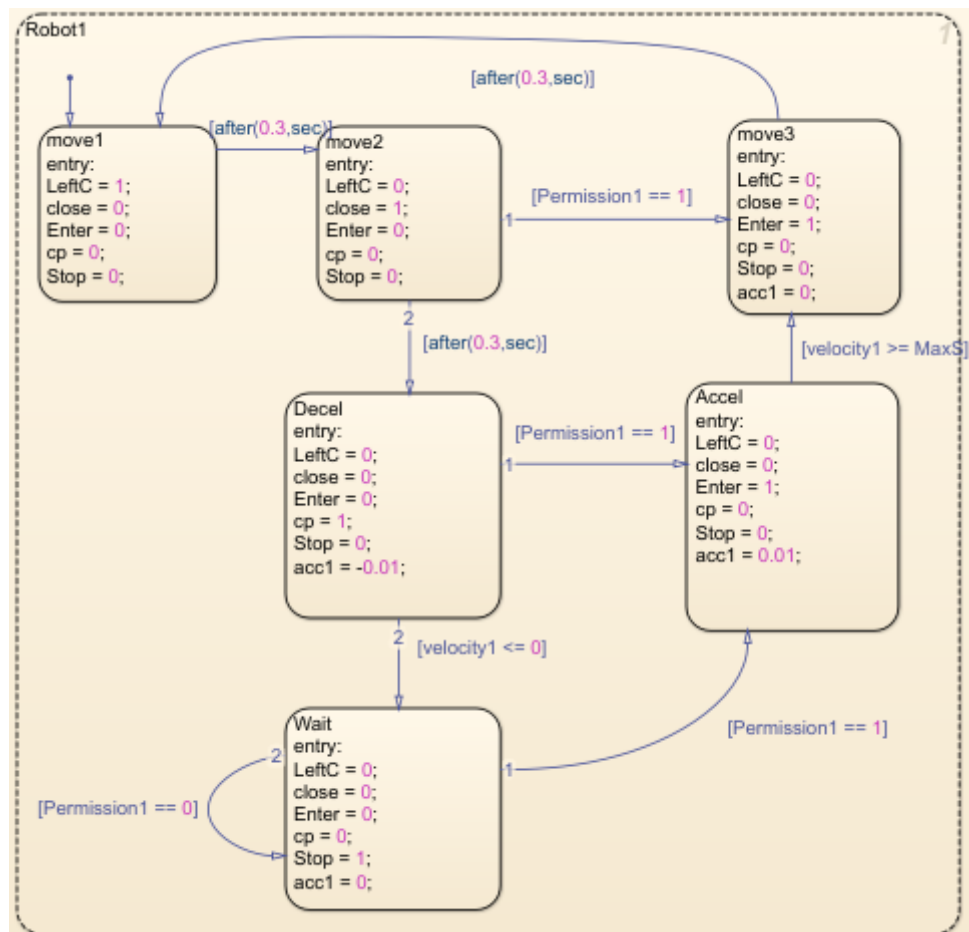 Robot1
1
[after(0.3,sec)]
[after(0.3,sec)]
move1
entry:
LeftC = 1;
close = 0;
Enter = 0;
cp = 0;
Stop = 0;
move2
entry:
LeftC = 0;
close = 1;
Enter = 0;
cp = 0;
Stop = 0;
1
[Permission1 == 1]
move3
entry:
LeftC = 0;
close = 0;
Enter = 1;
cp = 0;
Stop = 0;
acc1 = 0;
2
[after(0.3,sec)]
[velocity1 >= MaxS]
Decel
entry:
LeftC = 0;
close = 0;
Enter = 0;
cp = 1;
Stop = 0;
acc1 = -0.01;
1
[Permission1 == 1]
Accel
entry:
LeftC = 0;
close = 0;
Enter = 1;
cp = 0;
Stop = 0;
acc1 = 0.01;
2
[velocity1 <= 0]
Wait
entry:
LeftC = 0;
close = 0;
Enter = 0;
cp = 0;
Stop = 1;
acc1 = 0;
2
[Permission1 == 0]
1
[Permission1 == 1]